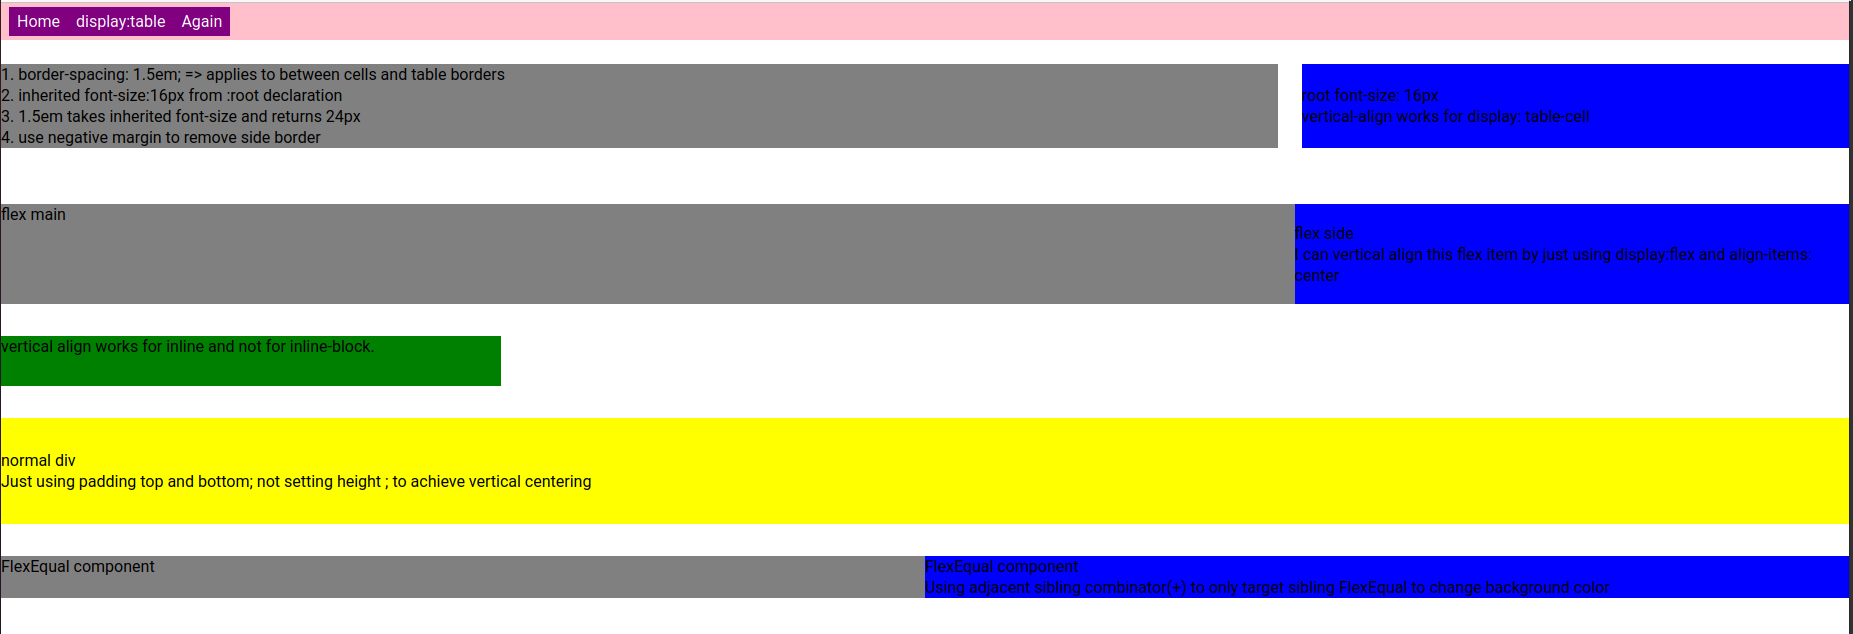 Home display:table Again
1. border-spacing: 1.5em; => applies to between cells and table borders
2. inherited font-size:16px from :root declaration
3. 1.5em takes inherited font-size and returns 24px
4. use negative margin to remove side border
root font-size: 16px
vertical-align works for display: table-cell
flex main
flex side
I can vertical align this flex item by just using display:flex and align-items:
center
vertical align works for inline and not for inline-block.
normal div
Just using padding top and bottom; not setting height ; to achieve vertical centering
FlexEqual component
FlexEqual component
Using adjacent sibling combinator(+) to only target sibling FlexEqual to change background color